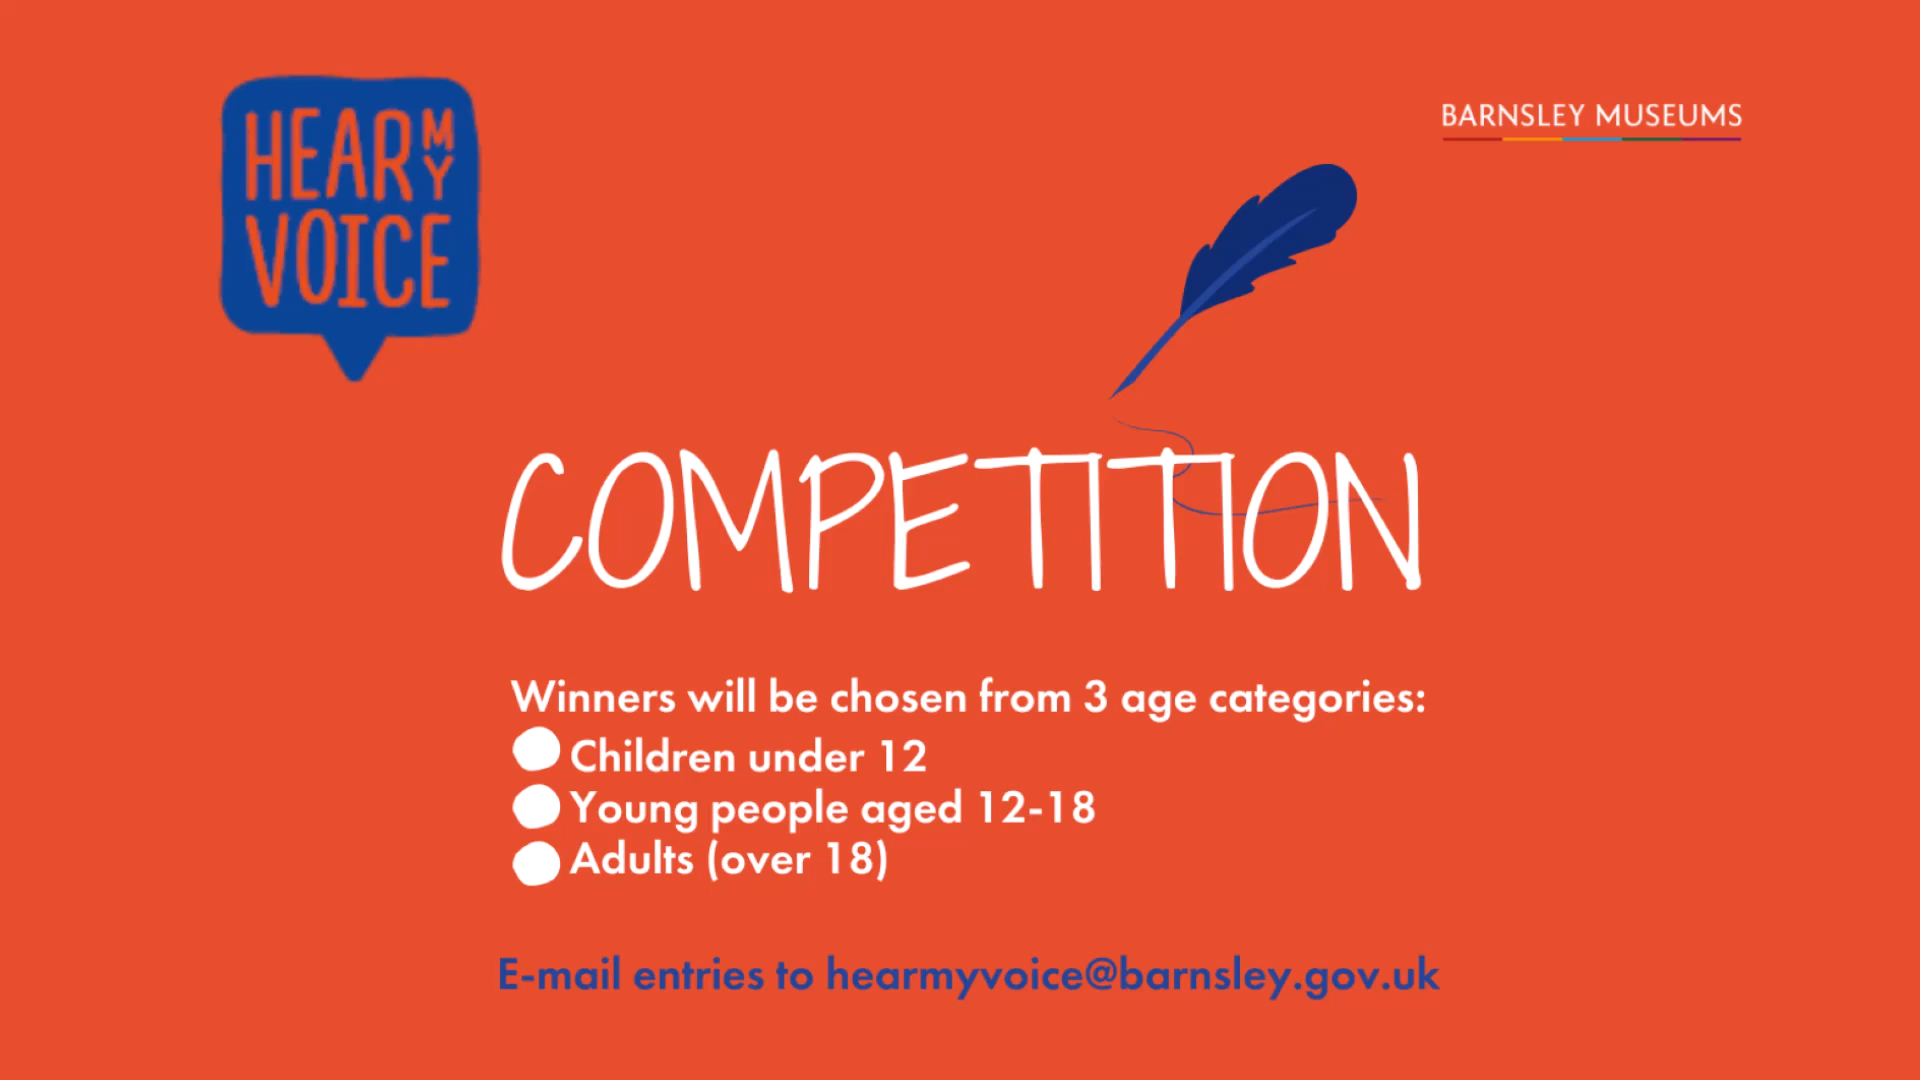 HEAR MY
VOICE
BARNSLEY MUSEUMS
COMPETITION
Winners will be chosen from 3 age categories:
Children under 12
Young people aged 12-18
Adults (over 18)
E-mail entries to hearmyvoice@barnsley.gov.uk